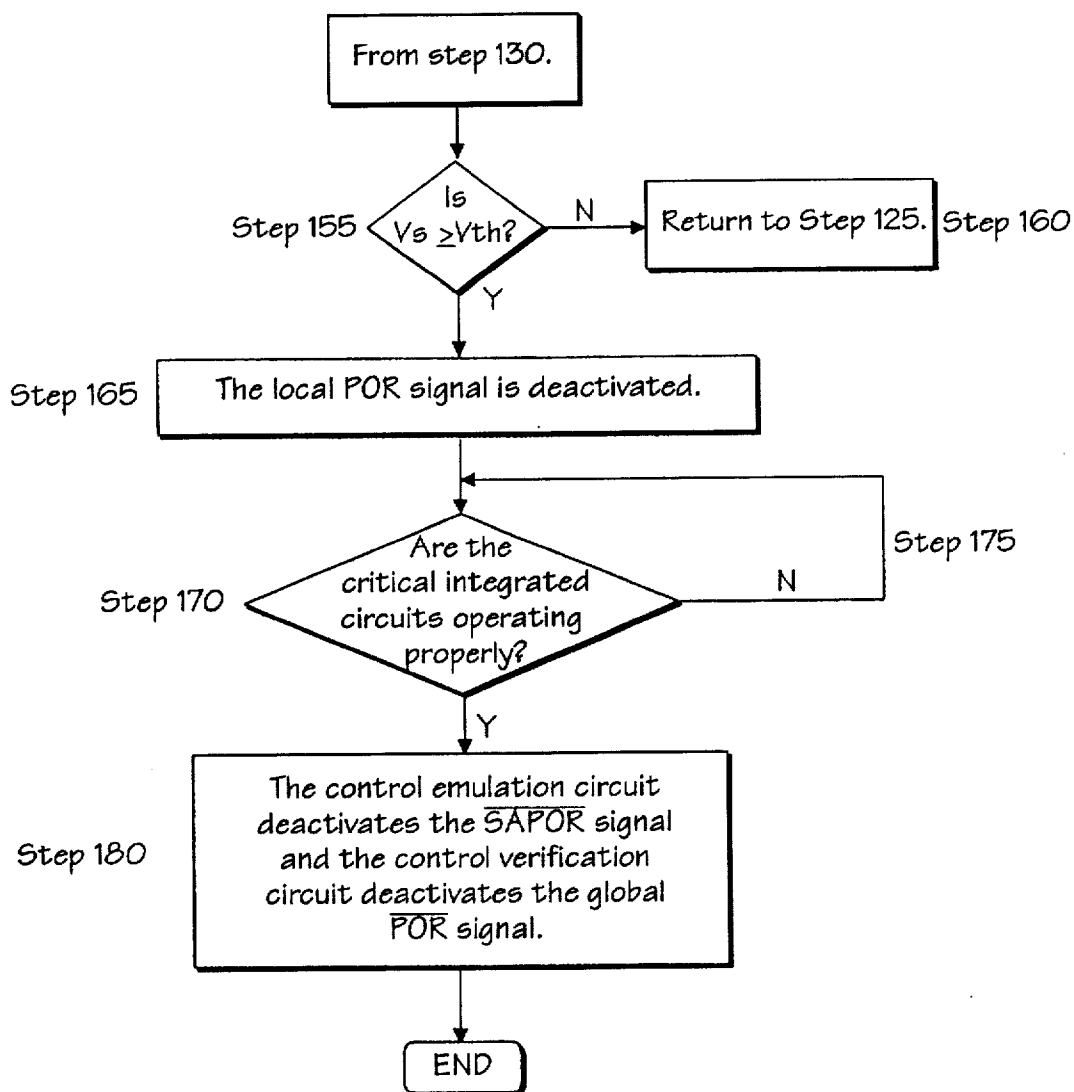 From step 130.
Is
Step 155
Vs ≥Vth?
N
Return to Step 125.
Step 160
Y
Step 165
The local POR signal is deactivated.
Step 175
Are the
critical integrated
Step 170
circuits operating
properly?
N
Y
The control emulation circuit
deactivates the S̅A̅P̅O̅R̅ signal
Step 180
and the control verification
circuit deactivates the global
P̅O̅R̅ signal.
END